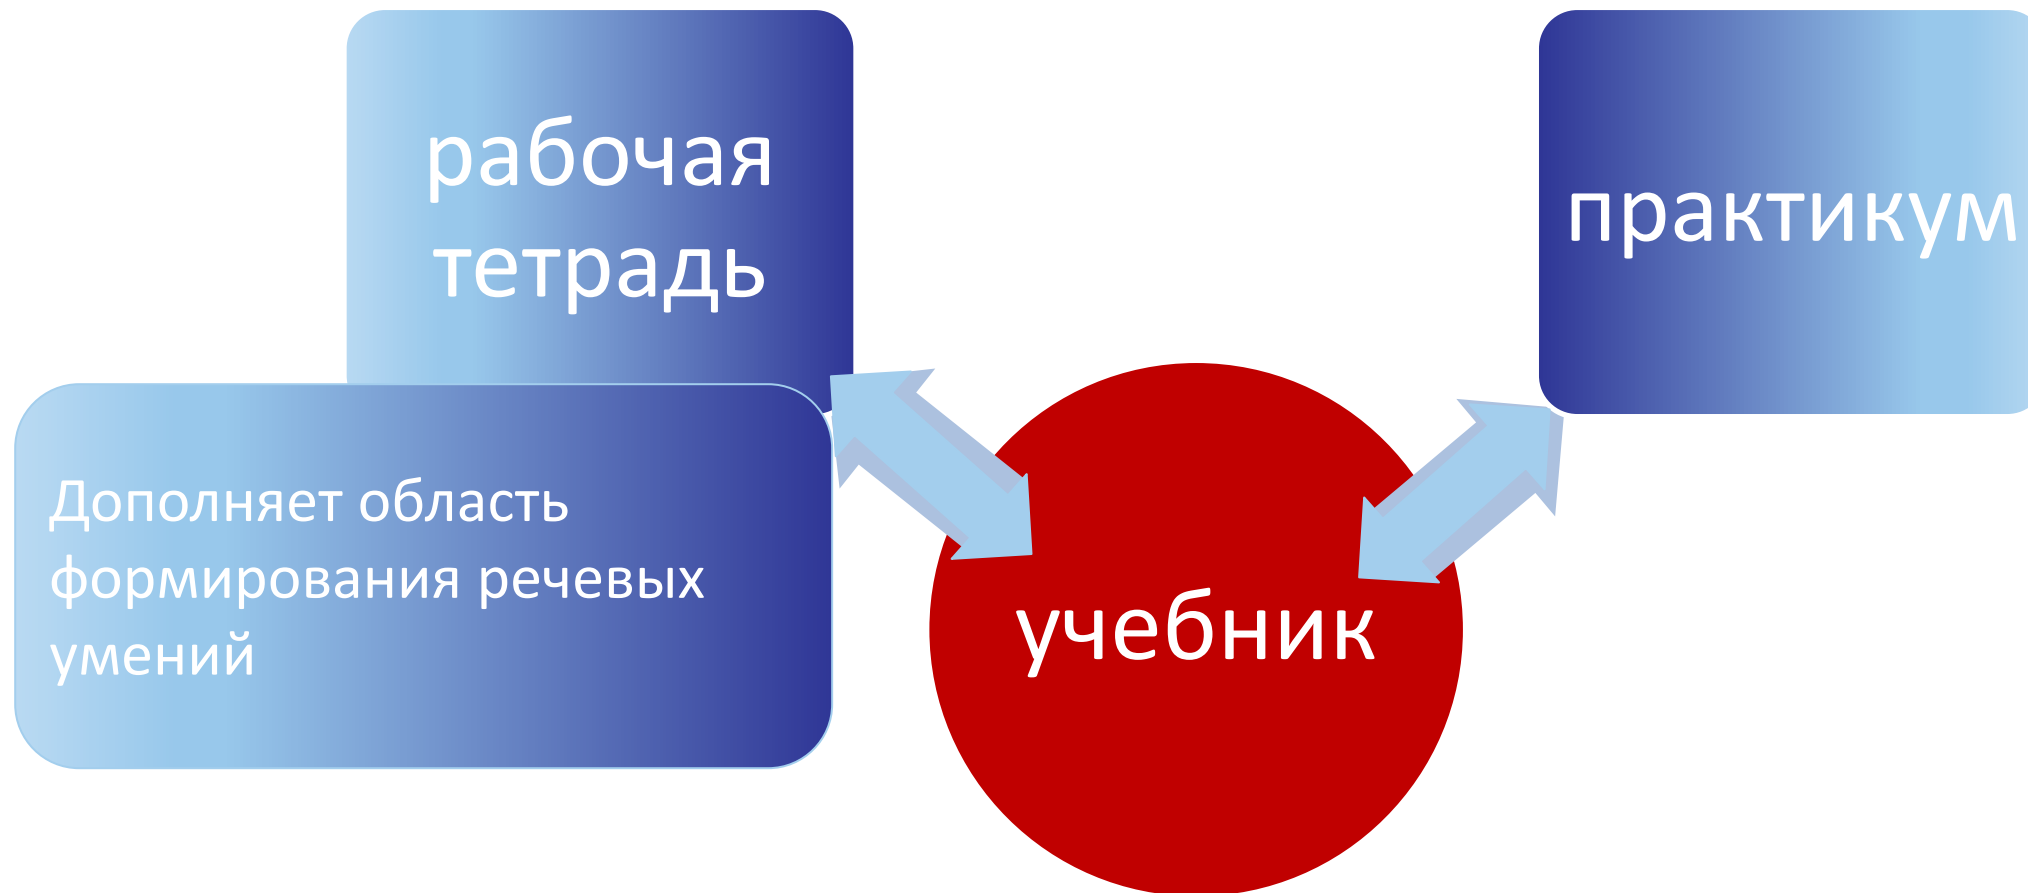 рабочая
тетрадь
практикум
Дополняет область
формирования речевых
умений
учебник